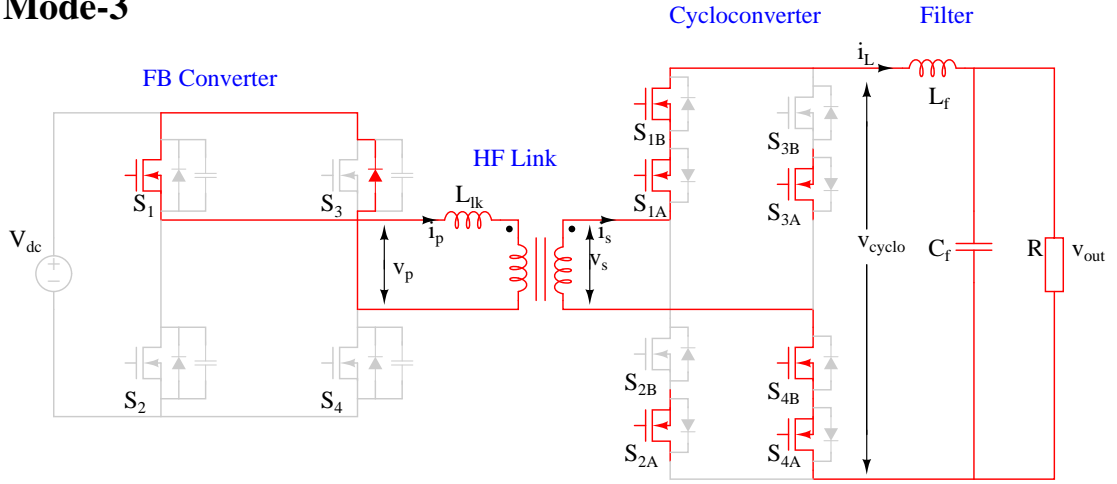 Mode-3
Cycloconverter
Filter
FB Converter
HF Link
i_L
L_f
S_1B
S_3B
S_1
S_3
S_1A
S_3A
L_lk
i_p
i_s
V_dc
v_p
v_s
v_cyclo
C_f
R
v_out
S_2
S_4
S_2B
S_4B
S_2A
S_4A